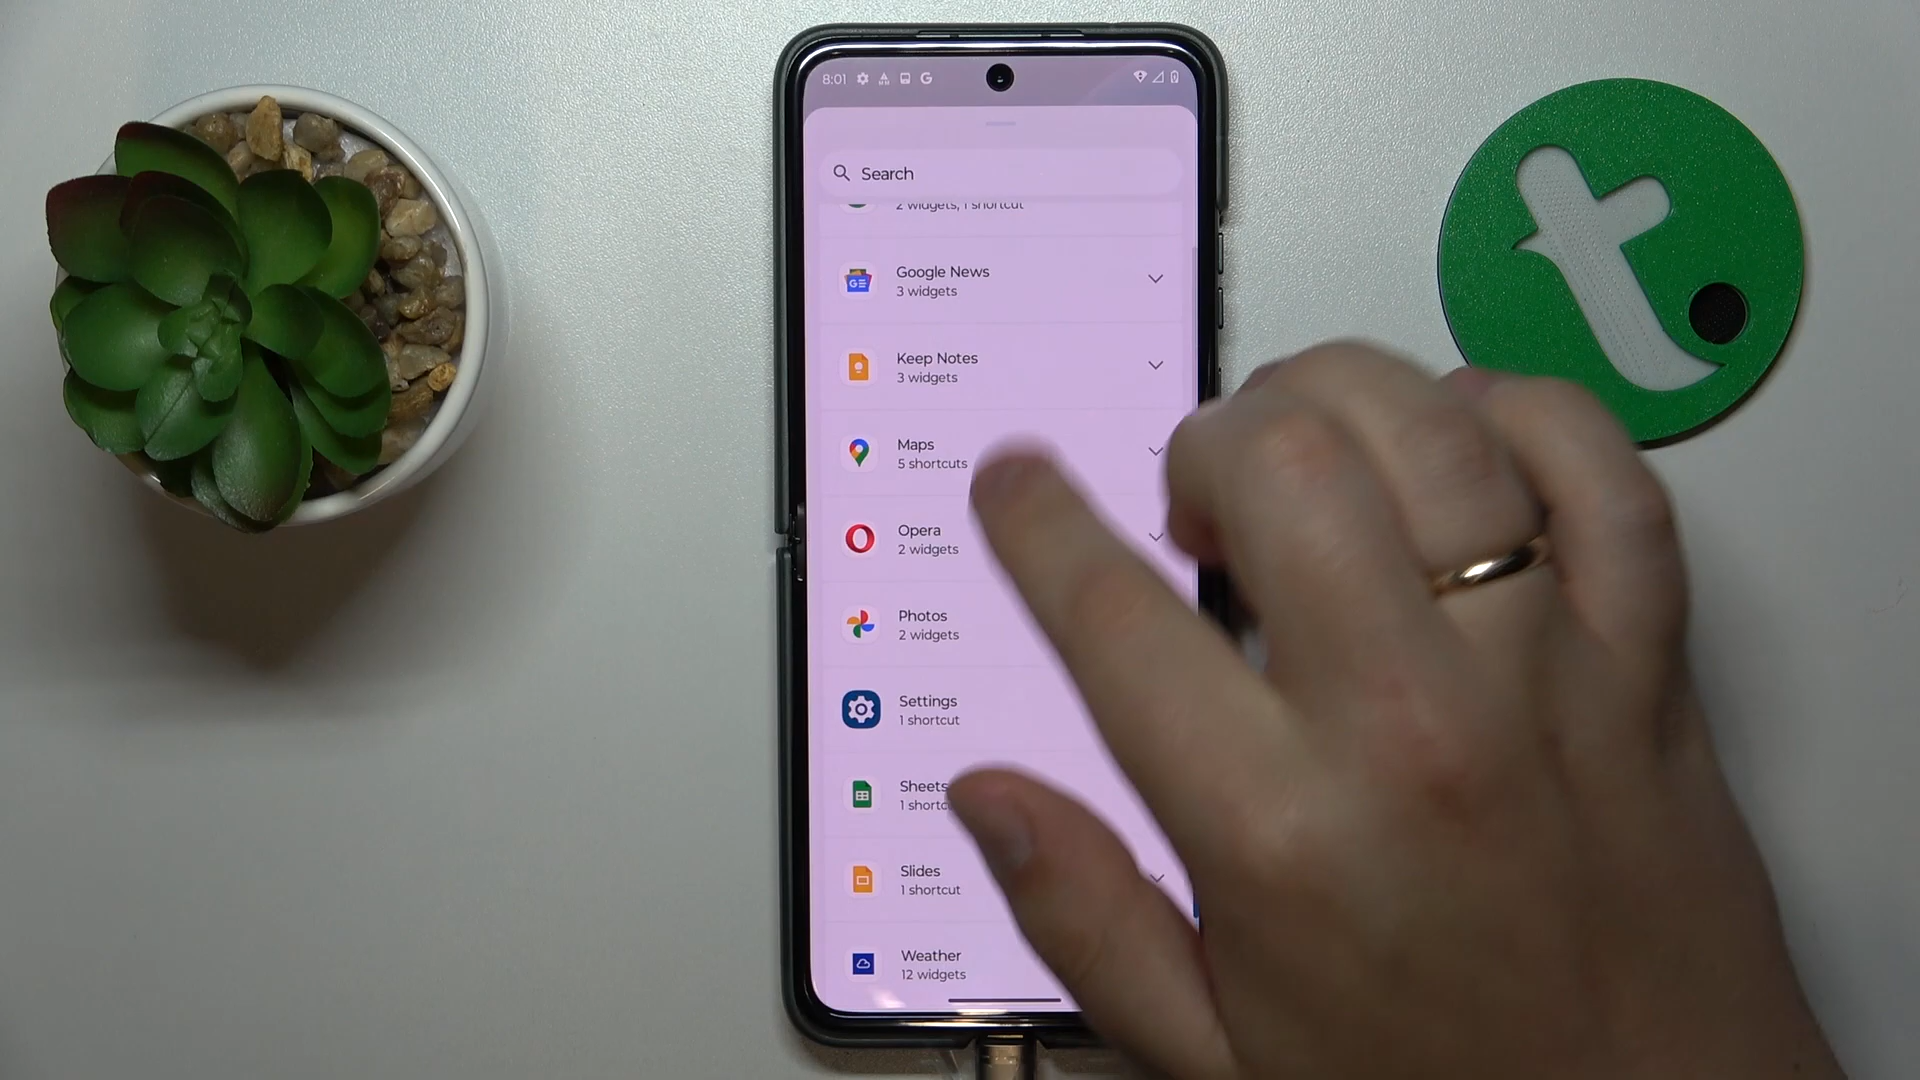 8:01
Search
2 widgets, 1 shortcut
Google News
3 widgets
Keep Notes
3 widgets
Maps
5 shortcuts
Opera
2 widgets
Photos
2 widgets
Settings
1 shortcut
Sheets
1 shortc
Slides
1 shortcut
Weather
12 widgets